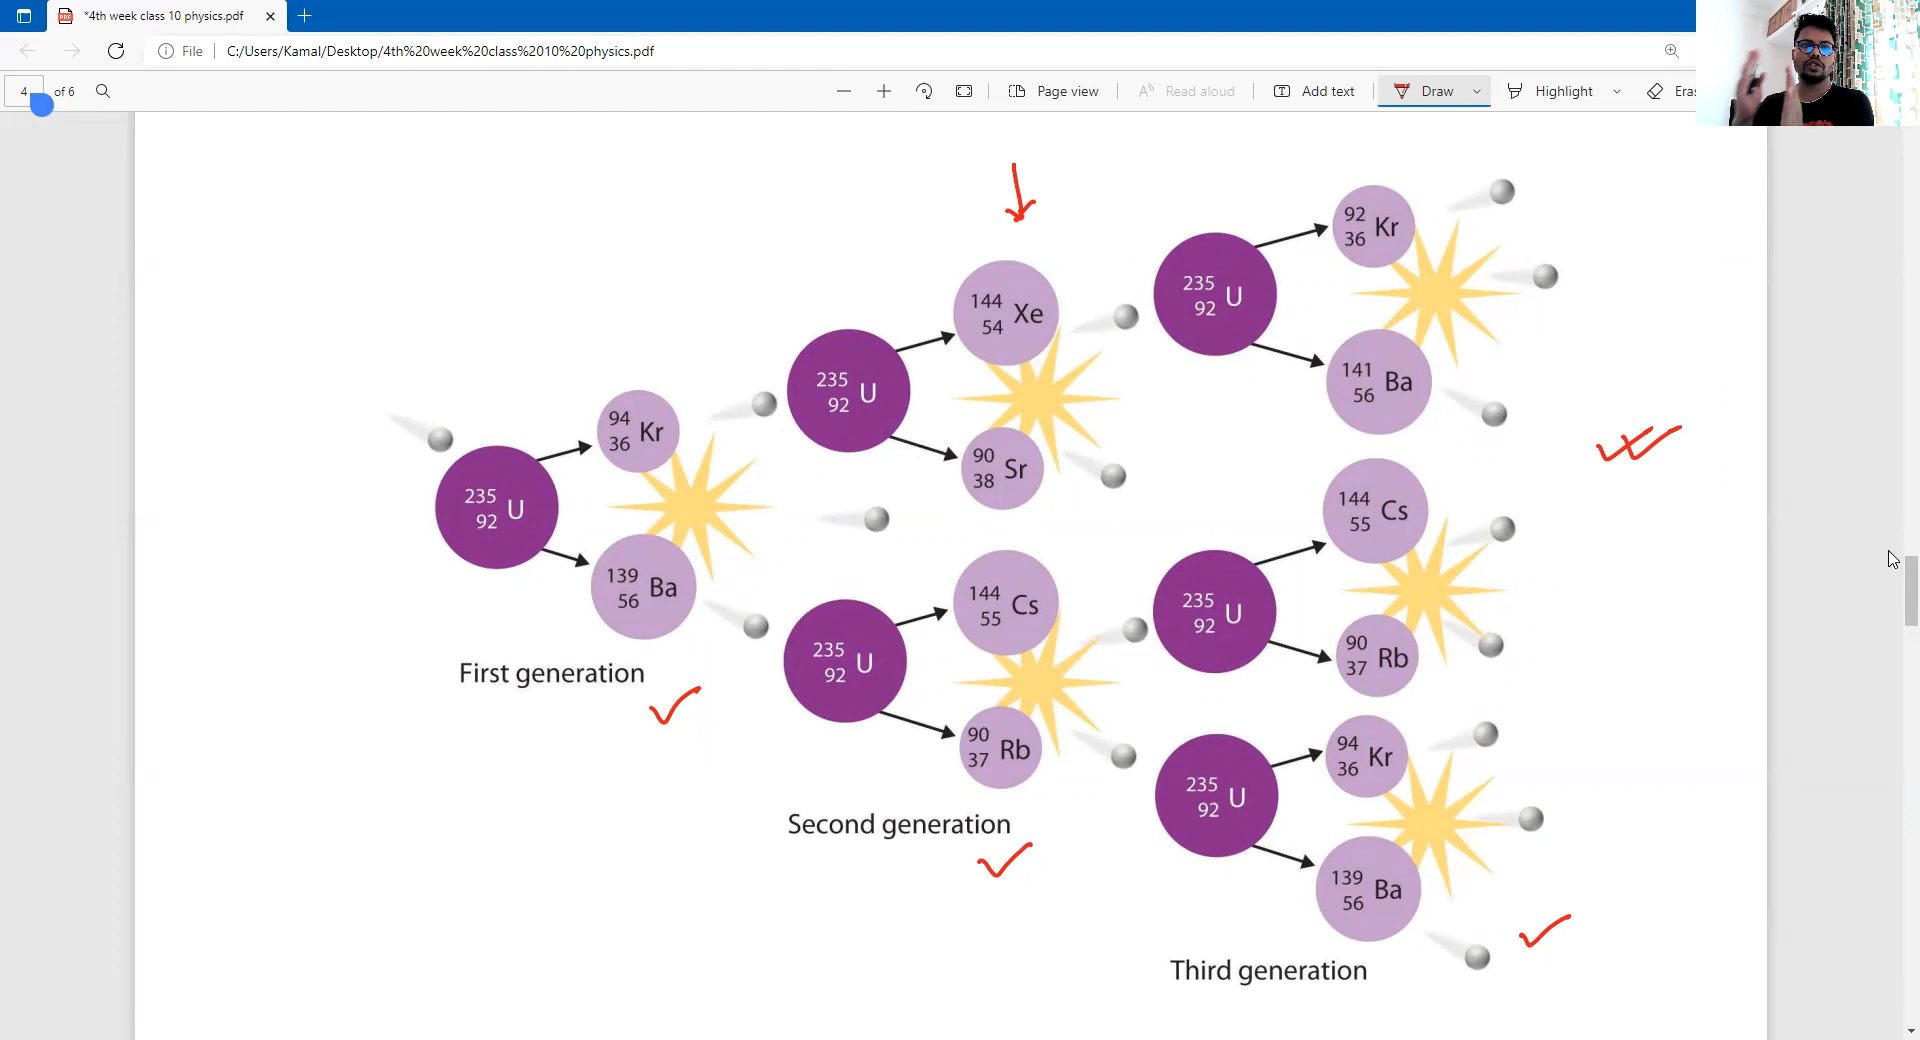 *4th week class 10 physics.pdf
File
C:/Users/Kamal/Desktop/4th%20week%20class%2010%20physics.pdf
4 of 6
Page view
Read aloud
Add text
Draw
Highlight
Eras
235
92 U
94
36 Kr
139
56 Ba
First generation
235
92 U
144
54 Xe
90
38 Sr
235
92 U
144
55 Cs
90
37 Rb
Second generation
235
92 U
92
36 Kr
141
56 Ba
235
92 U
144
55 Cs
90
37 Rb
235
92 U
94
36 Kr
139
56 Ba
Third generation